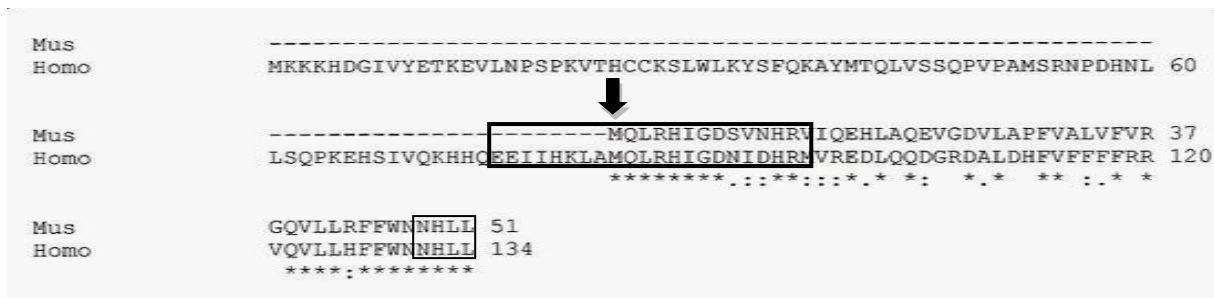 Mus ------------------------------------------------------------
Homo MKKKHDGIVYETKEVLNPSPKVTHCCKSLWLKYSFQKAYMTQLVSSQPVPAMSRNPDHNL 60
Mus -----------------------MQLRHIGDSVNHRVIQEHLAQEVGDVLAPFVALVFVR 37
Homo LSQPKEHSIVQKHHQEEIIHKLAMQLRHIGDNIDHRMVREDLQQDGRDALDHFVFFFFRR 120
********.::**:::*.* *:  *.*  ** :.* *
Mus GQVLLRFFWNNHLL 51
Homo VQVLLHFFWNNHLL 134
****:********